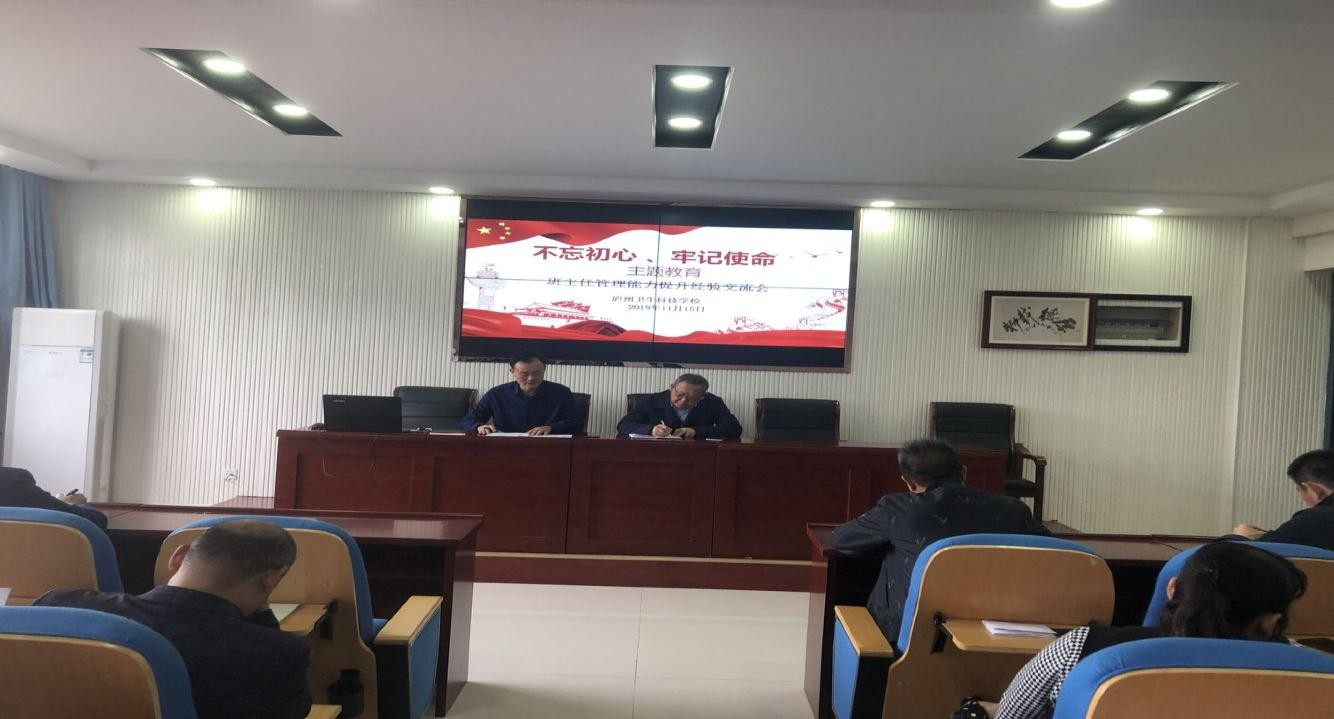 不忘初心、牢记使命
主题教育
班主任管理能力提升经验交流会
泸州卫生科技学校
2019年11月15日